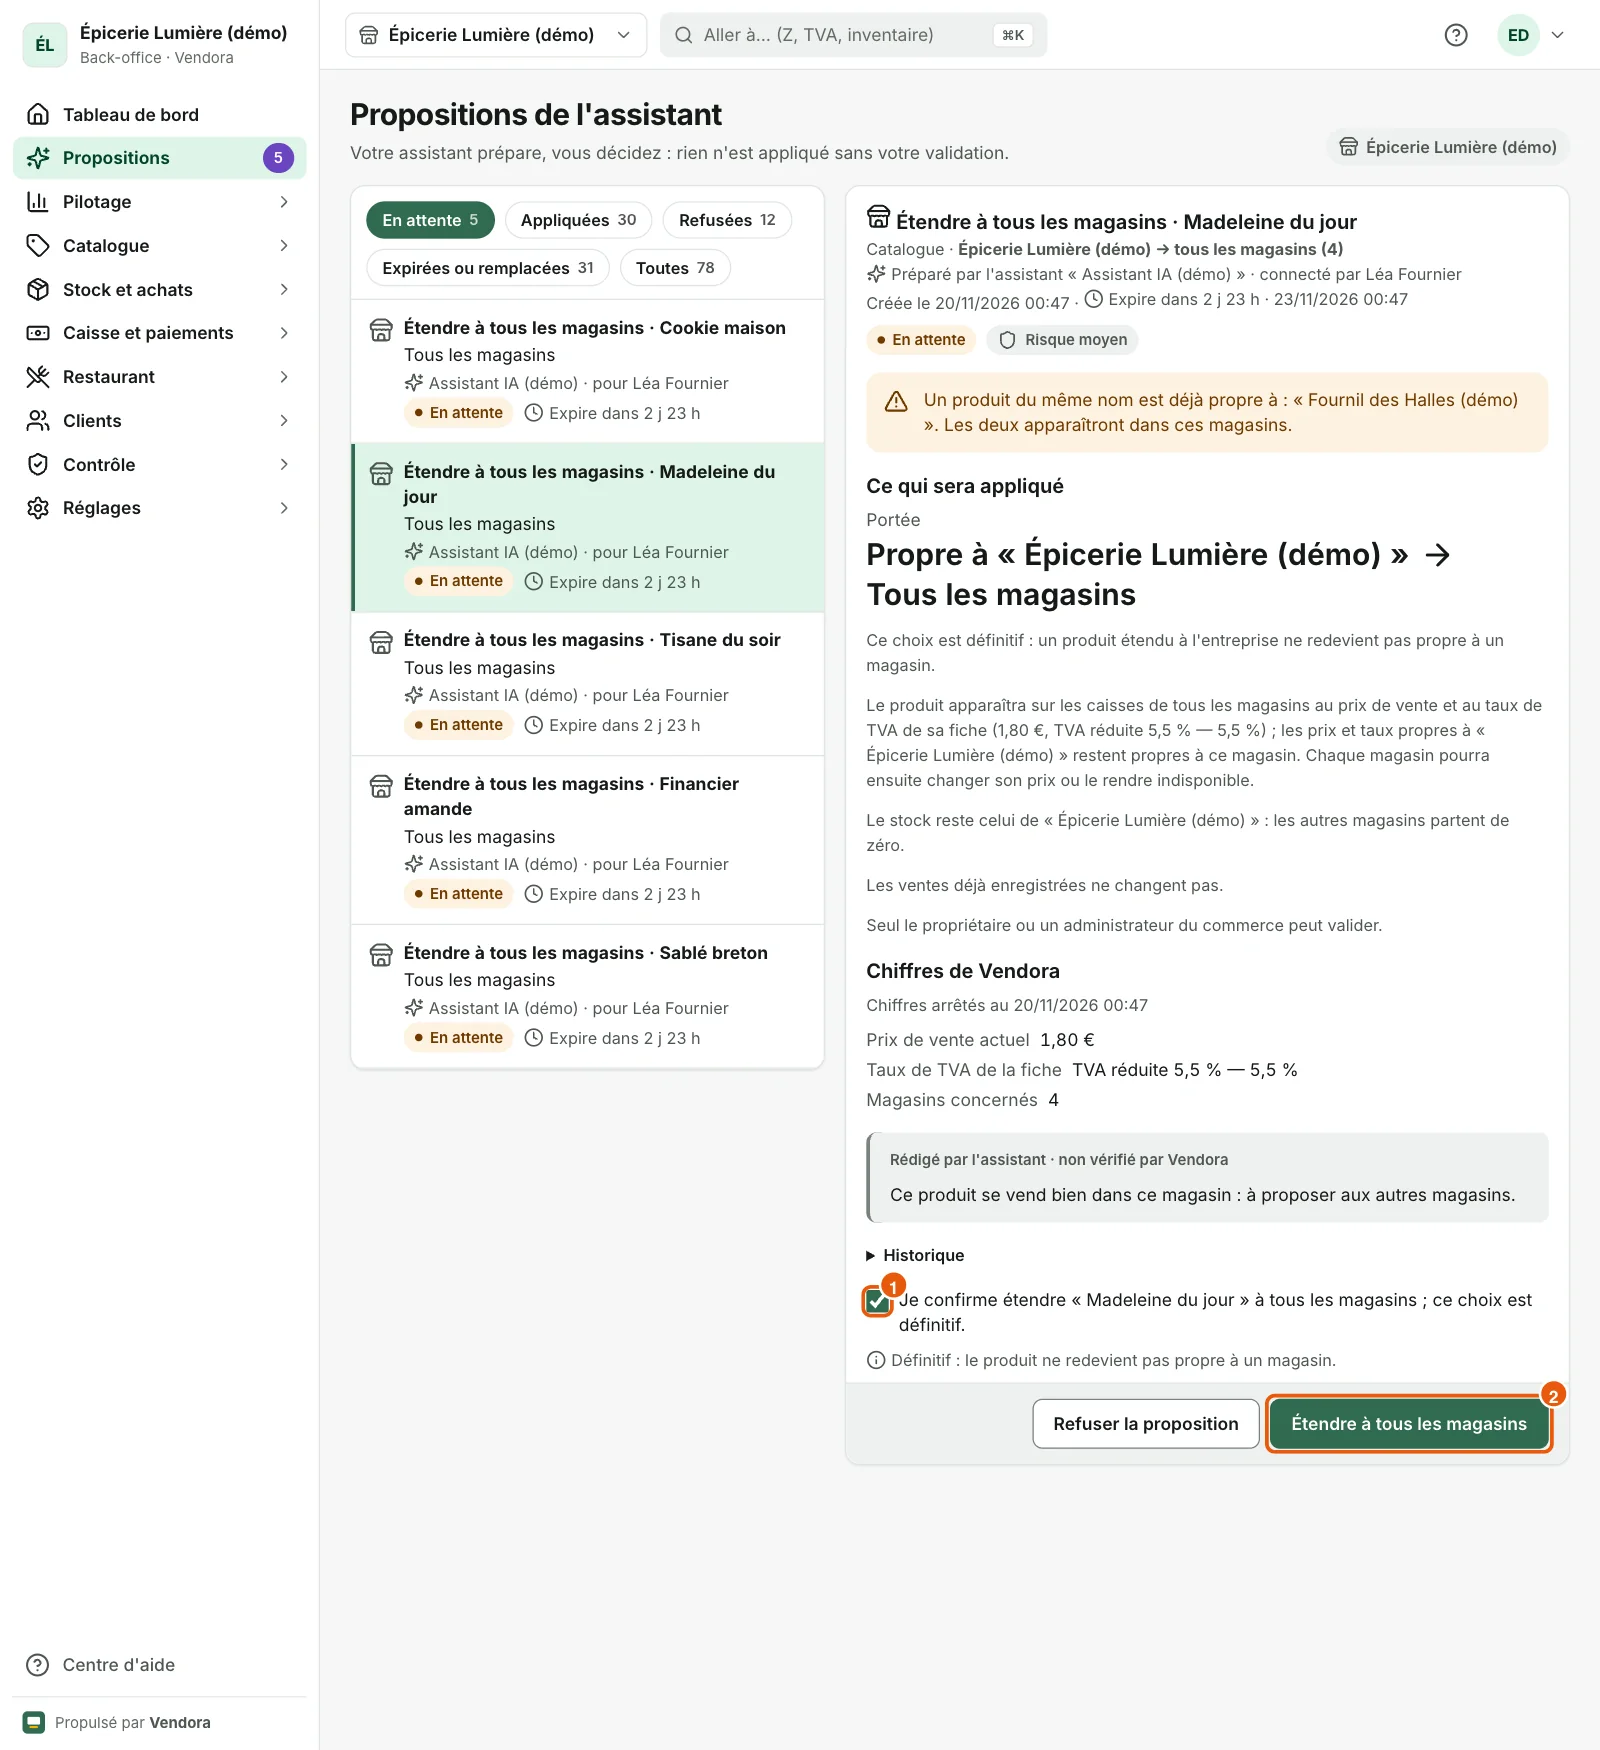 ÉL
Épicerie Lumière (démo)
Back-office · Vendora
Tableau de bord
Propositions 5
Pilotage
Catalogue
Stock et achats
Caisse et paiements
Restaurant
Clients
Contrôle
Réglages
Centre d'aide
Propulsé par Vendora
Épicerie Lumière (démo)
Aller à... (Z, TVA, inventaire) ⌘K
ED
Propositions de l'assistant
Votre assistant prépare, vous décidez : rien n'est appliqué sans votre validation.
Épicerie Lumière (démo)
En attente 5
Appliquées 30
Refusées 12
Expirées ou remplacées 31
Toutes 78
Étendre à tous les magasins · Cookie maison
Tous les magasins
Assistant IA (démo) · pour Léa Fournier
En attente Expire dans 2 j 23 h
Étendre à tous les magasins · Madeleine du
jour
Tous les magasins
Assistant IA (démo) · pour Léa Fournier
En attente Expire dans 2 j 23 h
Étendre à tous les magasins · Tisane du soir
Tous les magasins
Assistant IA (démo) · pour Léa Fournier
En attente Expire dans 2 j 23 h
Étendre à tous les magasins · Financier
amande
Tous les magasins
Assistant IA (démo) · pour Léa Fournier
En attente Expire dans 2 j 23 h
Étendre à tous les magasins · Sablé breton
Tous les magasins
Assistant IA (démo) · pour Léa Fournier
En attente Expire dans 2 j 23 h
Étendre à tous les magasins · Madeleine du jour
Catalogue · Épicerie Lumière (démo) → tous les magasins (4)
Préparé par l'assistant « Assistant IA (démo) » · connecté par Léa Fournier
Créée le 20/11/2026 00:47 · Expire dans 2 j 23 h · 23/11/2026 00:47
En attente Risque moyen
Un produit du même nom est déjà propre à : « Fournil des Halles (démo)
». Les deux apparaîtront dans ces magasins.
Ce qui sera appliqué
Portée
Propre à « Épicerie Lumière (démo) » →
Tous les magasins
Ce choix est définitif : un produit étendu à l'entreprise ne redevient pas propre à un
magasin.
Le produit apparaîtra sur les caisses de tous les magasins au prix de vente et au taux de
TVA de sa fiche (1,80 €, TVA réduite 5,5 % — 5,5 %) ; les prix et taux propres à «
Épicerie Lumière (démo) » restent propres à ce magasin. Chaque magasin pourra
ensuite changer son prix ou le rendre indisponible.
Le stock reste celui de « Épicerie Lumière (démo) » : les autres magasins partent de
zéro.
Les ventes déjà enregistrées ne changent pas.
Seul le propriétaire ou un administrateur du commerce peut valider.
Chiffres de Vendora
Chiffres arrêtés au 20/11/2026 00:47
Prix de vente actuel 1,80 €
Taux de TVA de la fiche TVA réduite 5,5 % — 5,5 %
Magasins concernés 4
Rédigé par l'assistant · non vérifié par Vendora
Ce produit se vend bien dans ce magasin : à proposer aux autres magasins.
Historique
1
Je confirme étendre « Madeleine du jour » à tous les magasins ; ce choix est
définitif.
Définitif : le produit ne redevient pas propre à un magasin.
2
Refuser la proposition
Étendre à tous les magasins